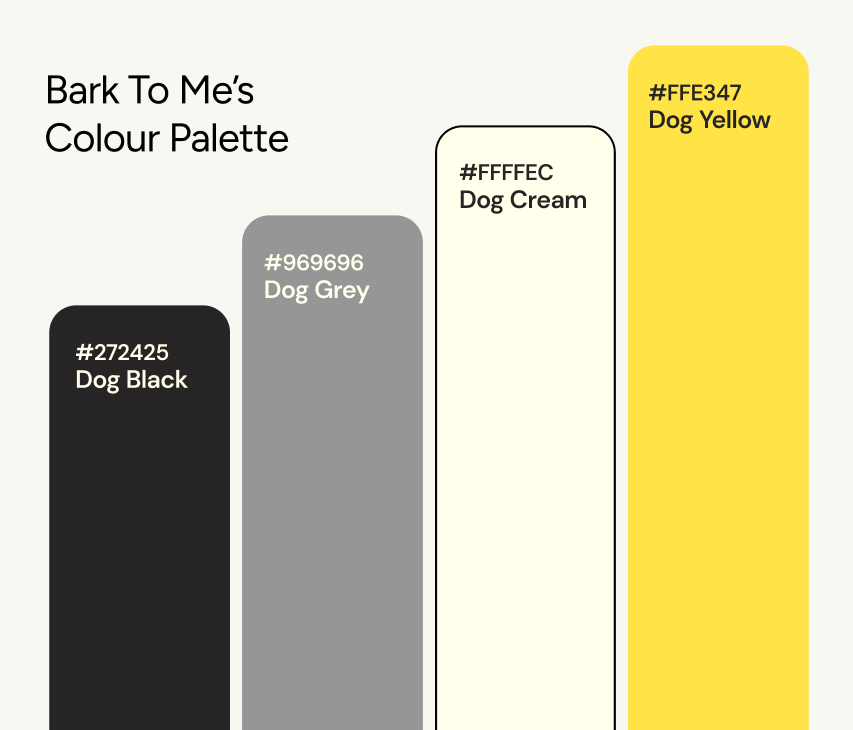 Bark To Me’s
Colour Palette
#272425
Dog Black
#969696
Dog Grey
#FFFFEC
Dog Cream
#FFE347
Dog Yellow